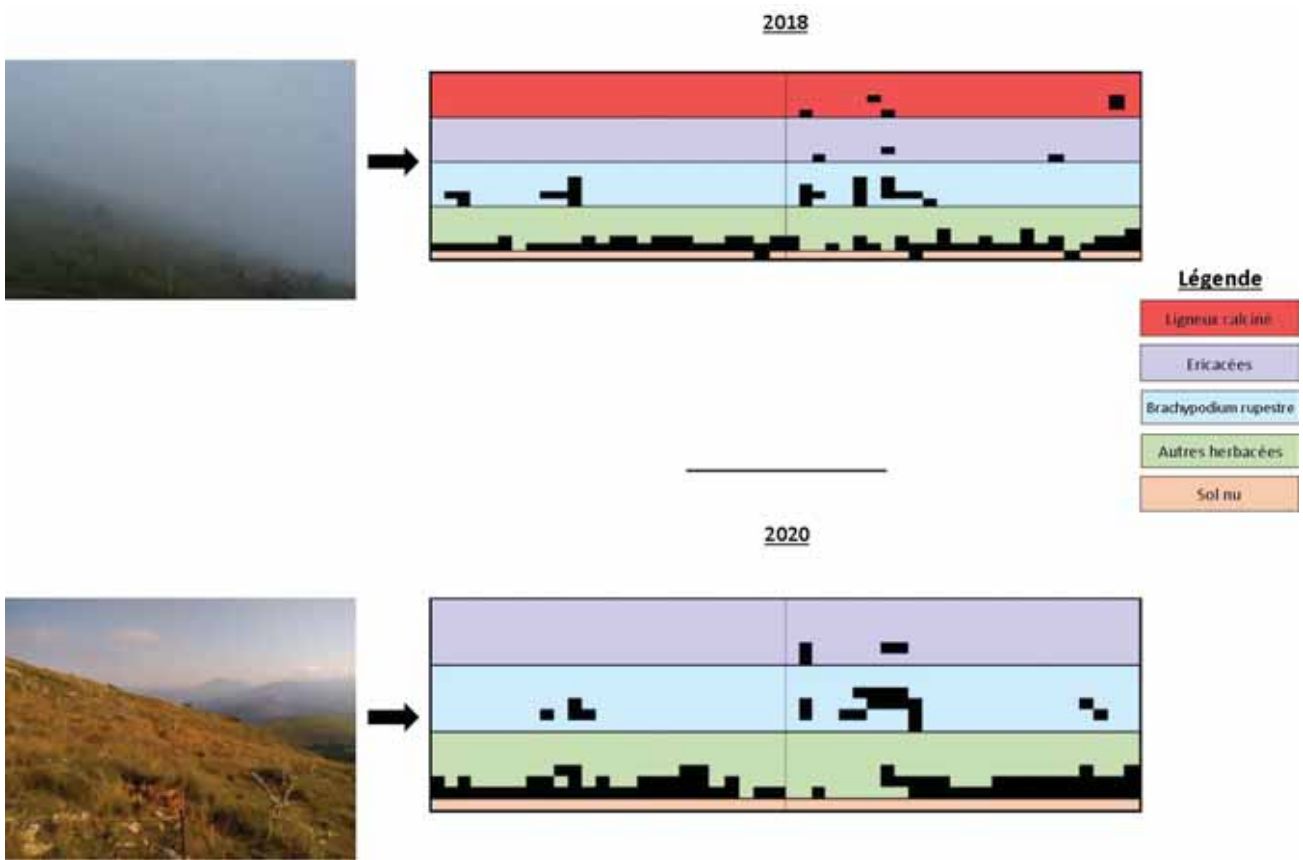 2018
Légende
Ligneux calciné
Ericacées
Brachypodium rupestre
Autres herbacées
Sol nu
2020